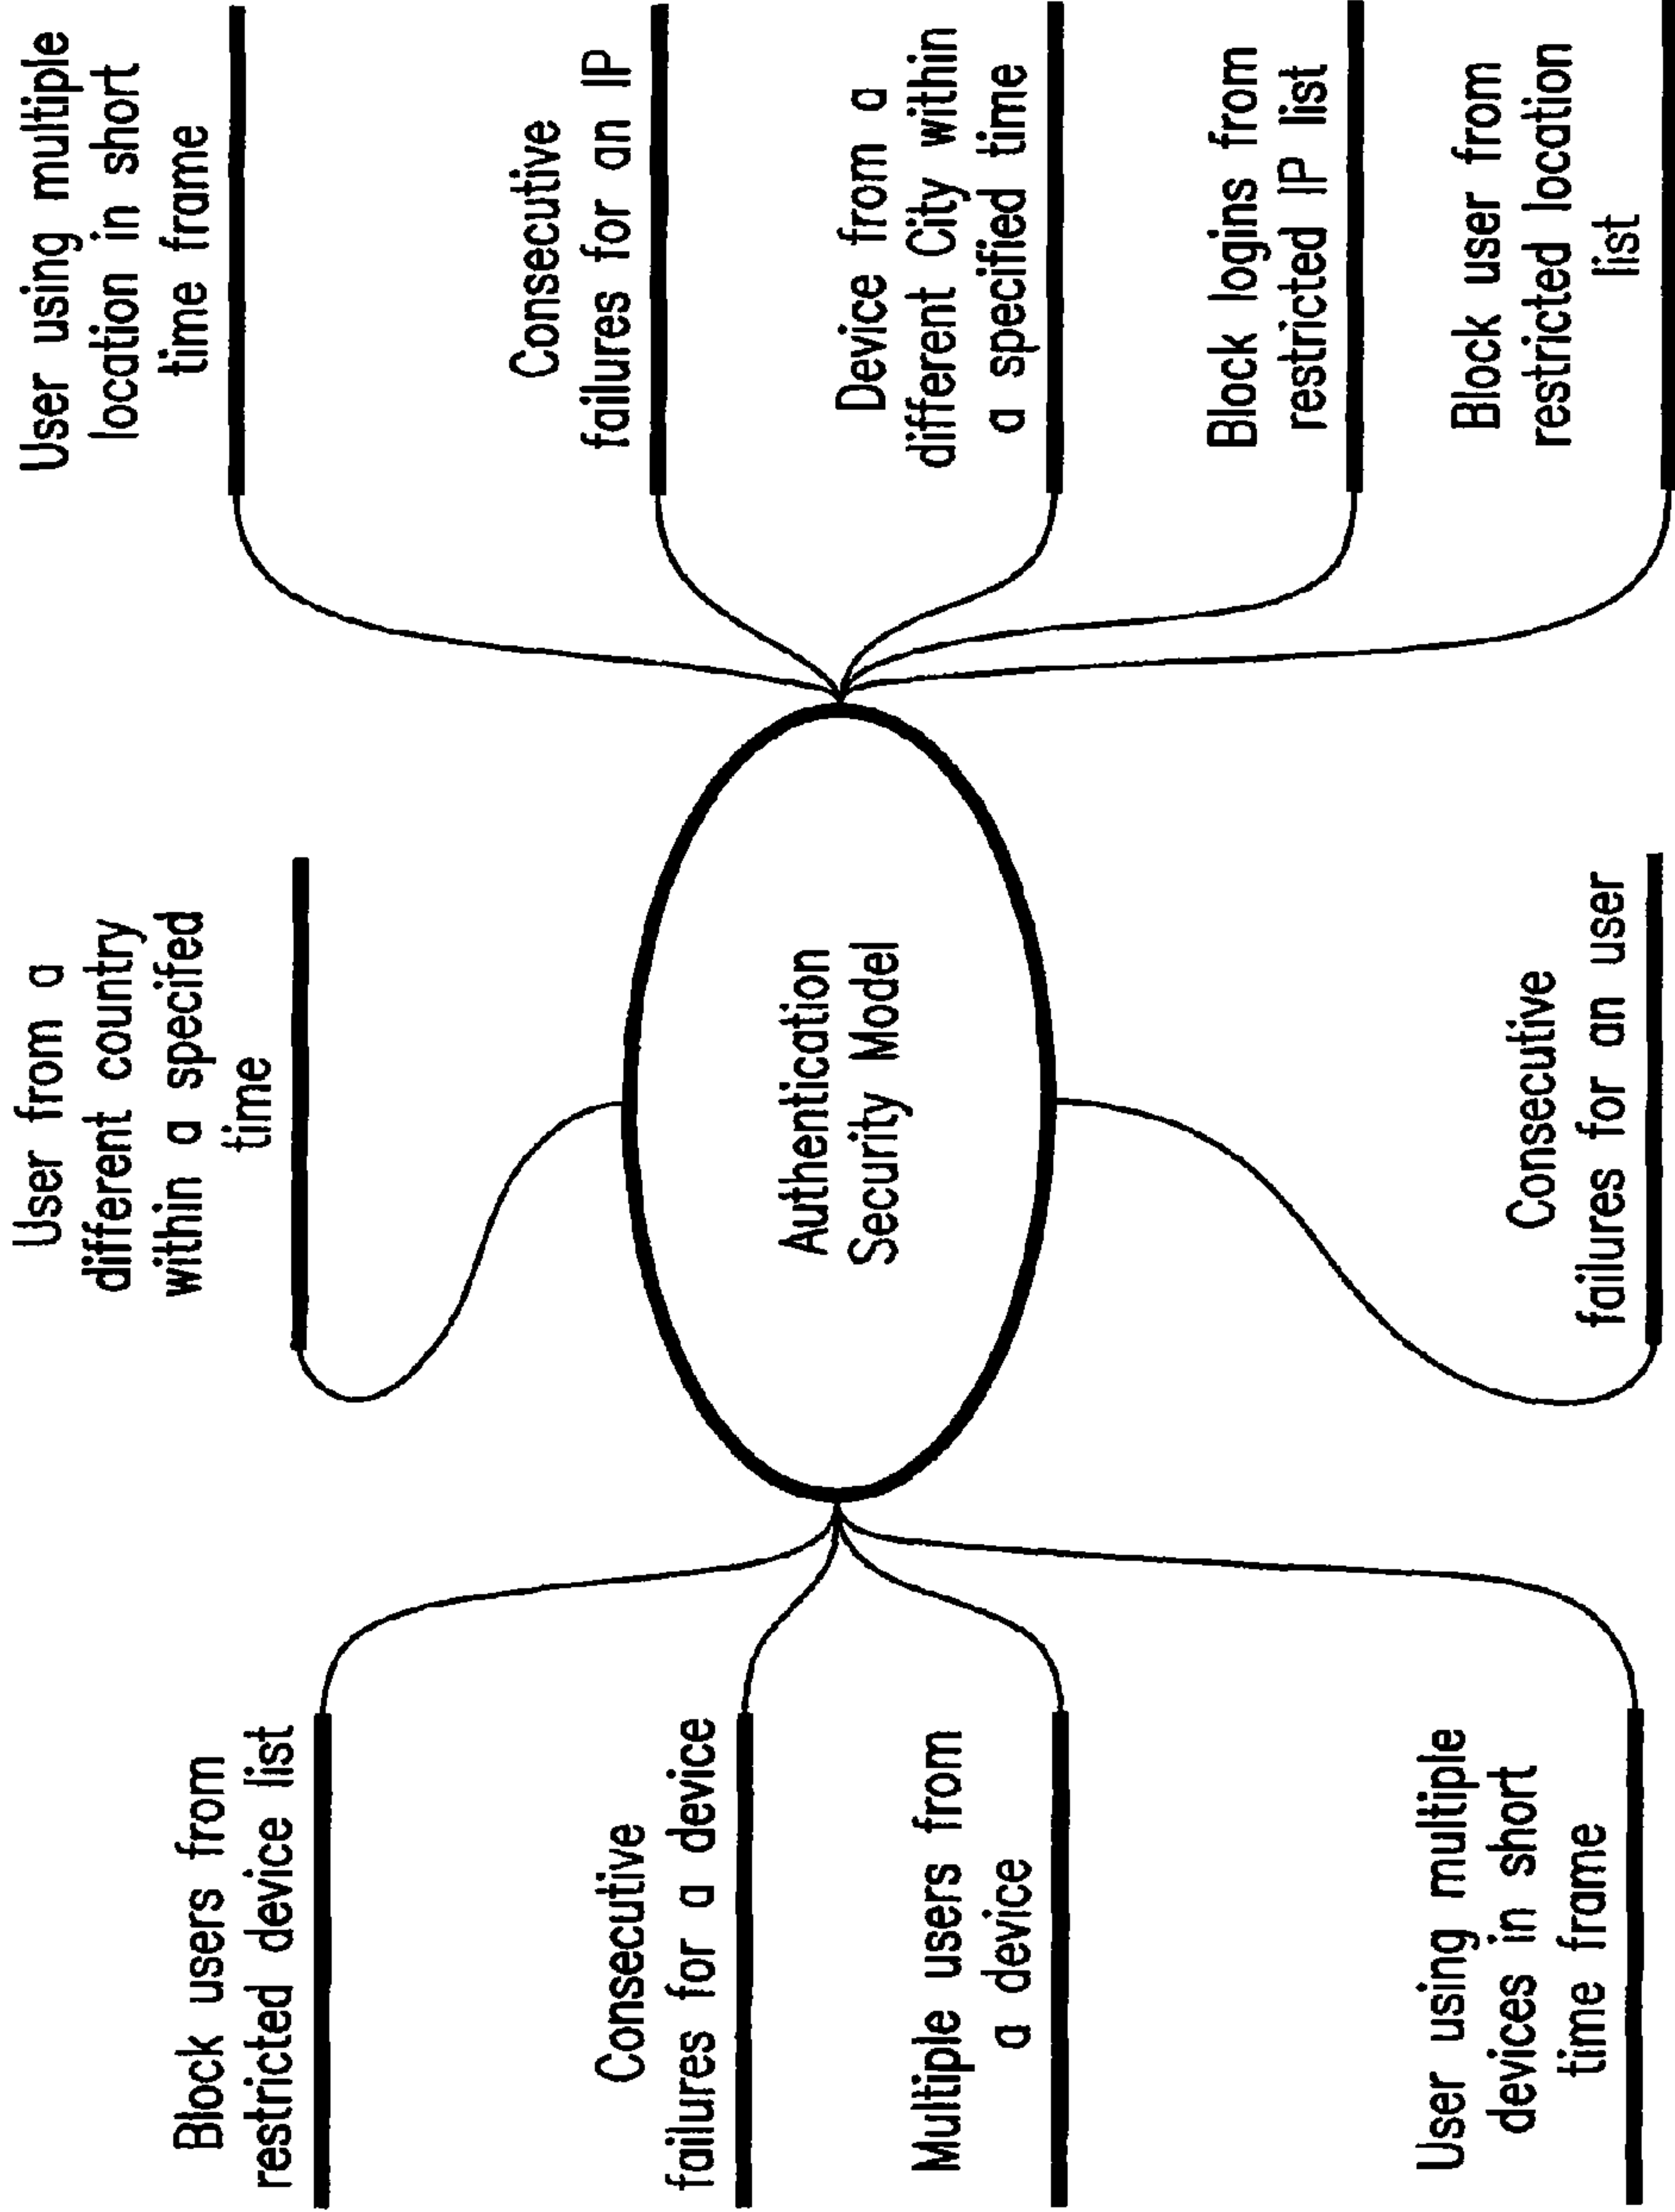 Block users from
restricted device list
Consecutive
failures for a device
Multiple users from
a device
User using multiple
devices in short
time frame
User from a
different country
within a specifed
time
Authentication
Security Model
Consecutive
failures for an user
User using multiple
location in short
time frame
Consecutive
failures for an IP
Device from a
different City within
a specified time
Block logins from
restricted IP list
Block user from
restricted location
list